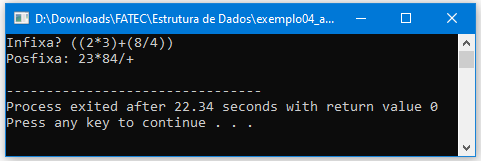 D:\Downloads\FATEC\Estrutura de Dados\exemplo04_a...
Infixa? ((2*3)+(8/4))
Posfixa: 23*84/+
--------------------------------
Process exited after 22.34 seconds with return value 0
Press any key to continue . . .